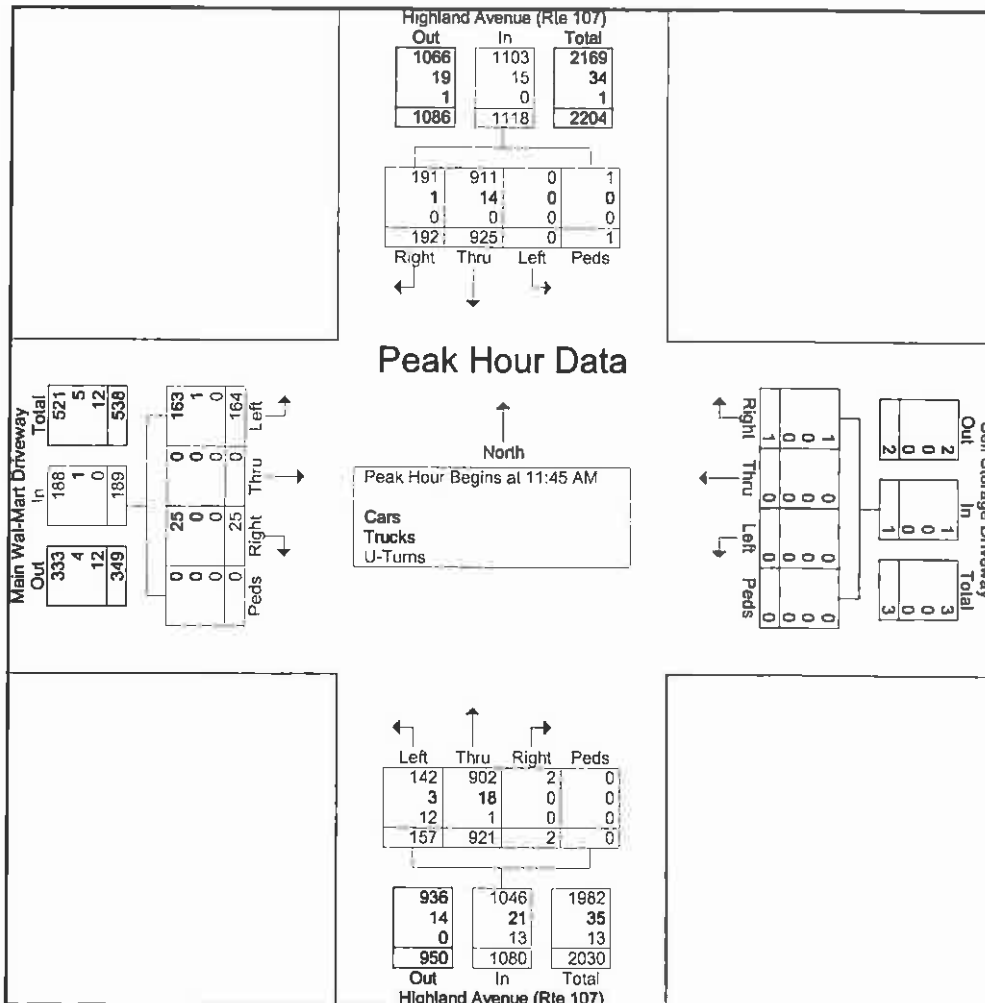 Highland Avenue (Rte 107)
Out In Total
1066 1103 2169
19 15 34
1 0 1
1086 1118 2204
191 911 0 1
1 14 0 0
0 0 0 0
192 925 0 1
Right Thru Left Peds
Peak Hour Data
Main Wal-Mart Driveway
Total In Out
521 188 333
5 1 4
12 0 12
538 189 349
163 0 25 0
1 0 0 0
0 0 0 0
164 0 25 0
Left Thru Right Peds
North
Peak Hour Begins at 11:45 AM
Cars
Trucks
U-Turns
Right Thru Left Peds
1 0 0 0
0 0 0 0
0 0 0 0
1 0 0 0
Out In Total
2 1 3
0 0 0
0 0 0
2 1 3
Driveway
Left Thru Right Peds
142 902 2 0
3 18 0 0
12 1 0 0
157 921 2 0
936 1046 1982
14 21 35
0 13 13
950 1080 2030
Out In Total
Highland Avenue (Rte 107)